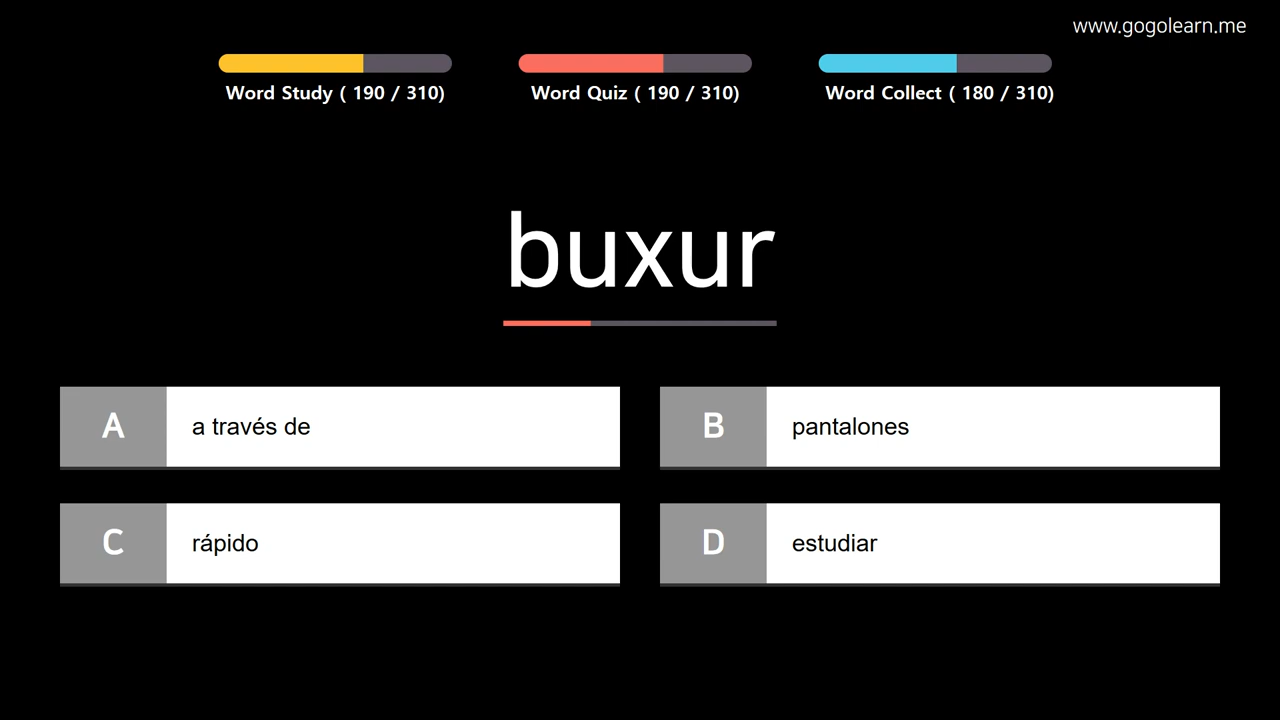 www.gogolearn.me
Word Study ( 190 / 310)
Word Quiz ( 190 / 310)
Word Collect ( 180 / 310)
buxur
A
a través de
B
pantalones
C
rápido
D
estudiar